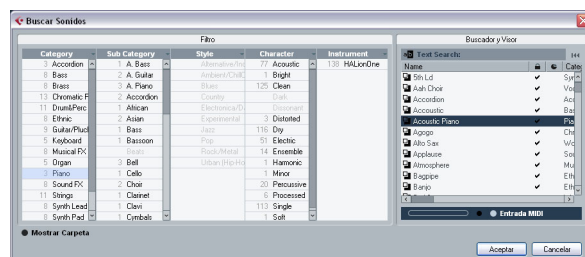 Buscar Sonidos
Filtro
Buscador y Visor
Category Sub Category Style Character Instrument
Text Search:
Name
3 Accordion 1 A. Bass Alternative/Ind 77 Acoustic 138 HALionOne
8 Bass 2 A. Guitar Ambient/Chill 1 Bright
8 Brass 3 A. Piano Blues 125 Clean
13 Chromatic P 2 Accordion Country Dark
11 Drum&Perc 1 African Electronica/D Dissonant
8 Ethnic 2 Asian Experimental 3 Distorted
9 Guitar/Pluck 1 Bass Jazz 116 Dry
5 Keyboard 1 Bassoon Pop 51 Electric
8 Musical FX Beats Rock/Metal 14 Ensemble
5 Organ 3 Bell Urban (Hip-Ho 1 Harmonic
3 Piano 1 Cello 1 Minor
8 Sound FX 2 Choir 20 Percussive
11 Strings 1 Clarinet 6 Processed
8 Synth Lead 1 Clavi 113 Single
8 Synth Pad 1 Cymbals 1 Soft
5th Ld
Aah Choir
Accordion
Acoustic
Acoustic Piano
Agogo
Alto Sax
Applause
Atmosphere
Bagpipe
Banjo
Entrada MIDI
Mostrar Carpeta
Aceptar Cancelar